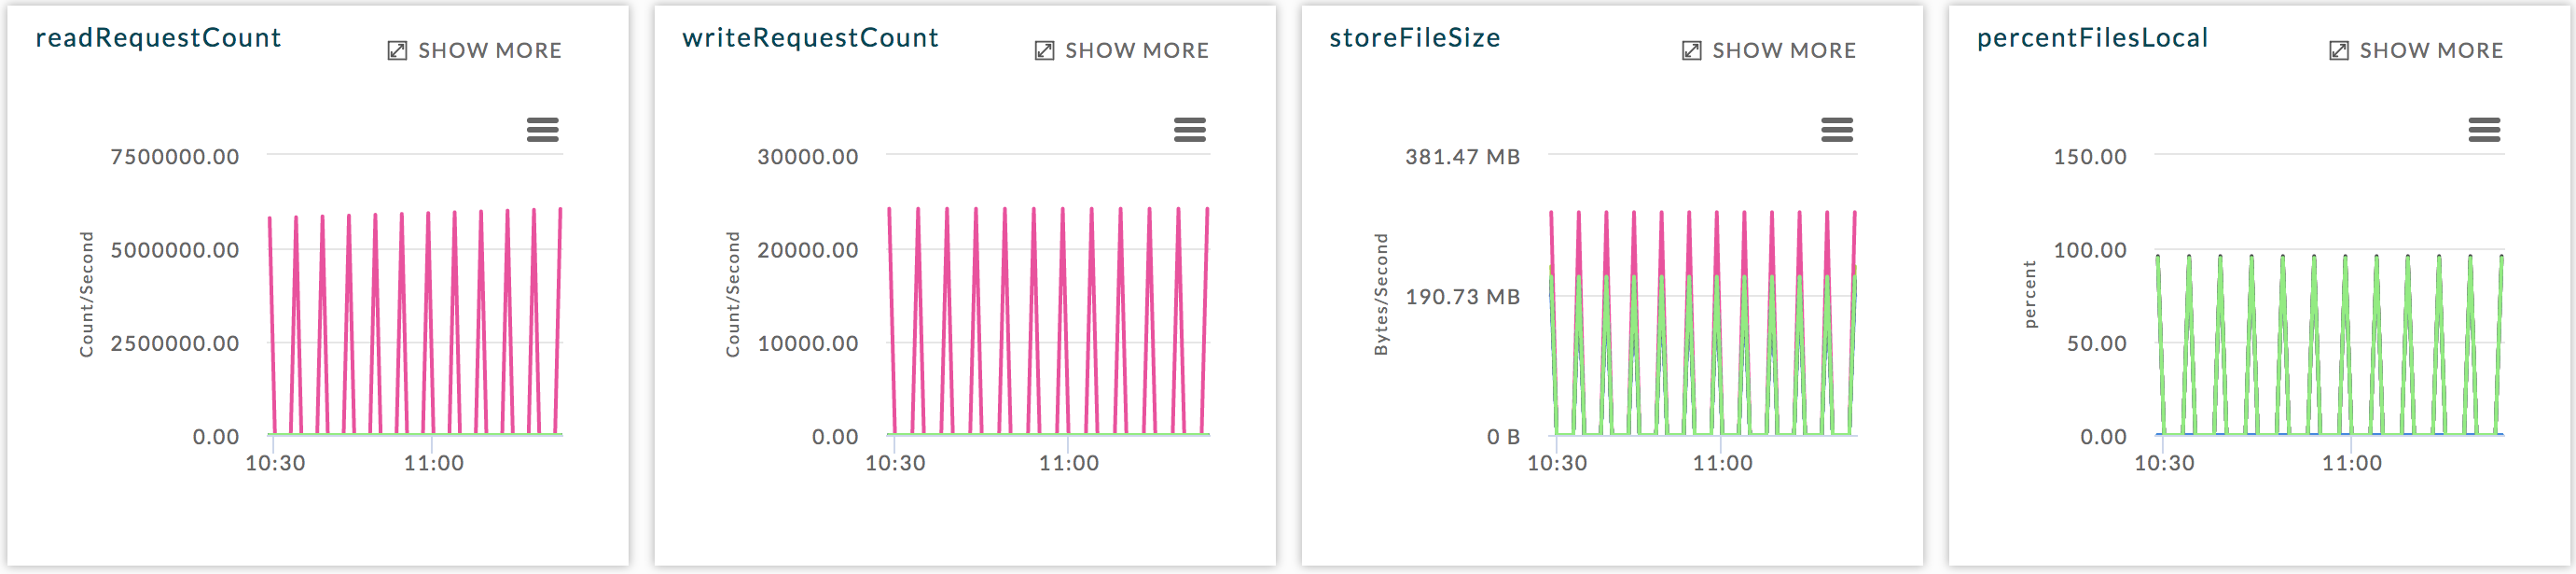 readRequestCount
SHOW MORE
7500000.00
5000000.00
2500000.00
0.00
Count/Second
10:30
11:00
writeRequestCount
SHOW MORE
30000.00
20000.00
10000.00
0.00
Count/Second
10:30
11:00
storeFileSize
SHOW MORE
381.47 MB
190.73 MB
0 B
Bytes/Second
10:30
11:00
percentFilesLocal
SHOW MORE
150.00
100.00
50.00
0.00
percent
10:30
11:00